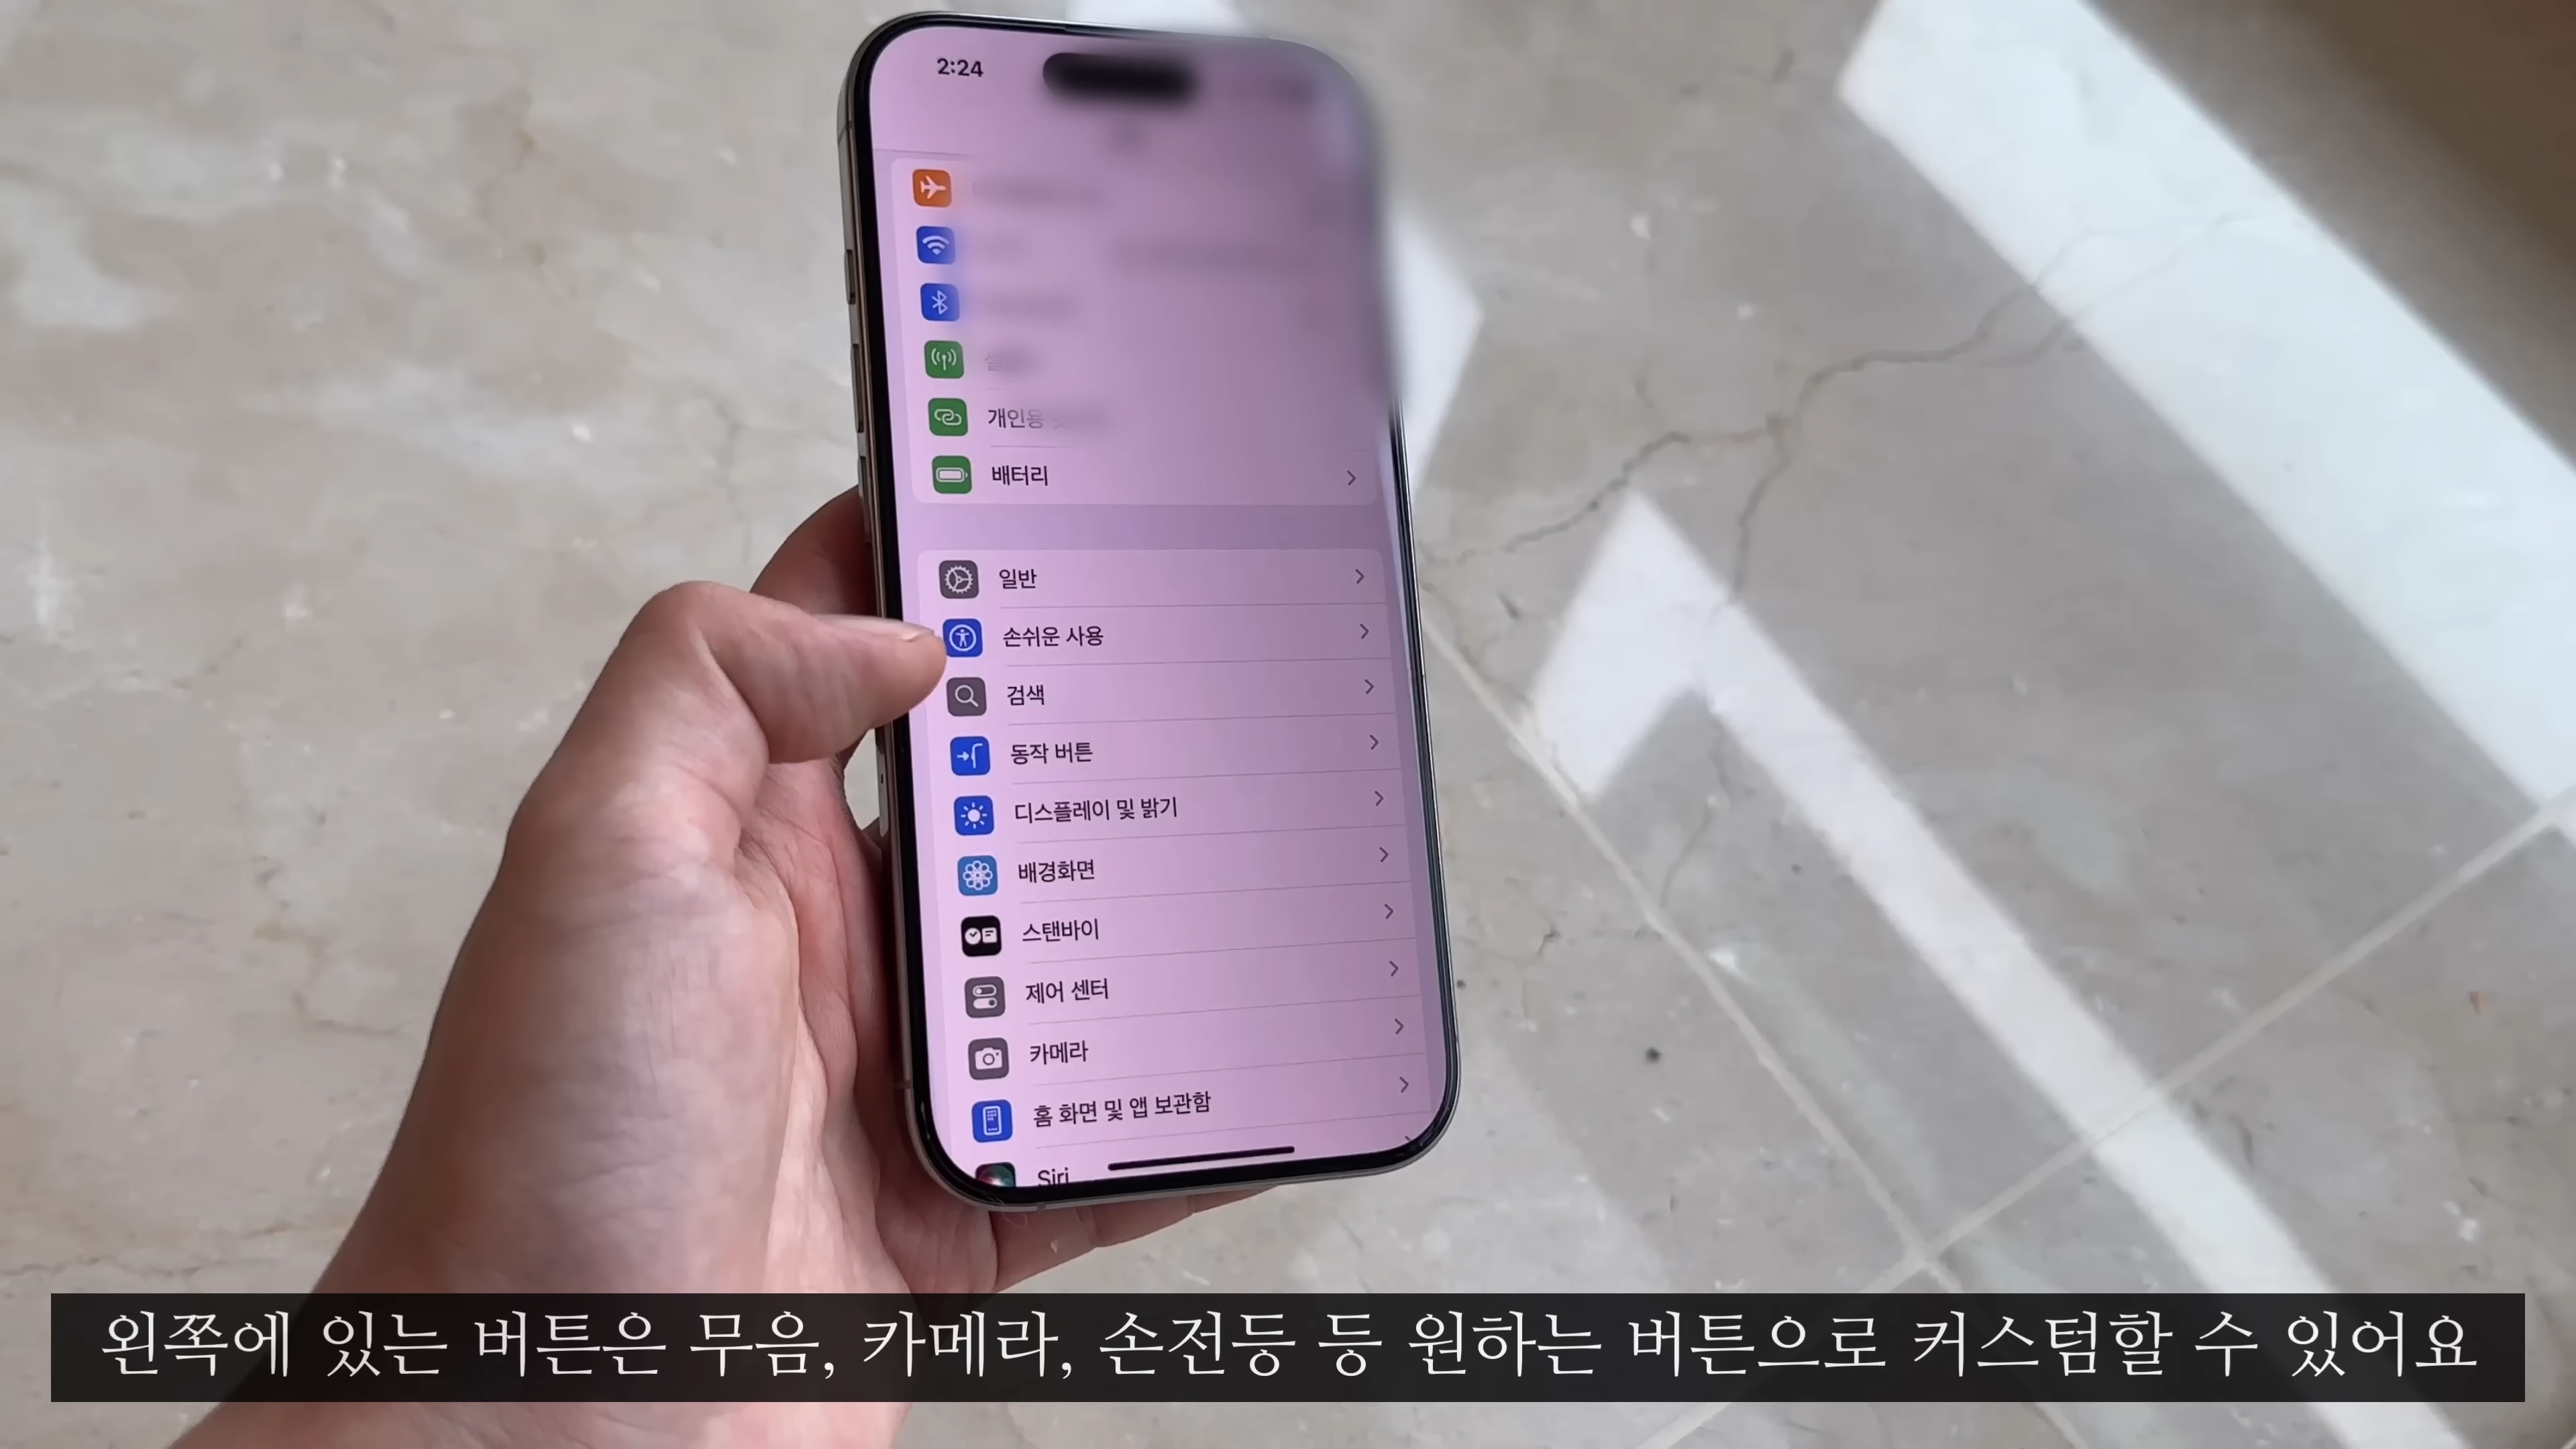 2:24
개인용
배터리
일반
손쉬운 사용
검색
동작 버튼
디스플레이 및 밝기
배경화면
스탠바이
제어 센터
카메라
홈 화면 및 앱 보관함
Siri
왼쪽에 있는 버튼은 무음, 카메라, 손전등 등 원하는 버튼으로 커스텀할 수 있어요